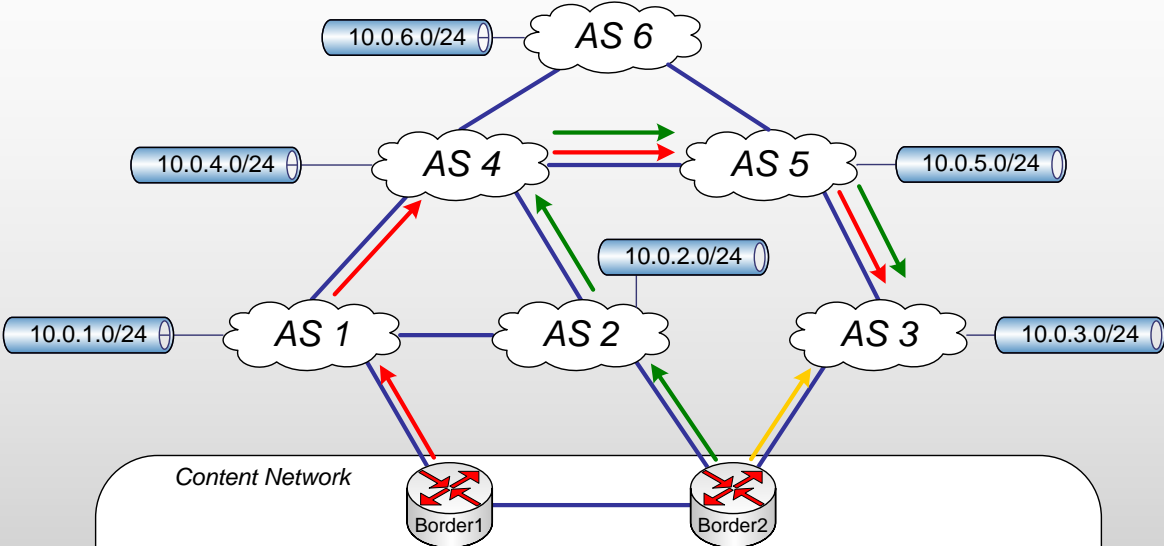 10.0.6.0/24
AS 6
10.0.4.0/24
AS 4
AS 5
10.0.5.0/24
10.0.2.0/24
10.0.1.0/24
AS 1
AS 2
AS 3
10.0.3.0/24
Content Network
Border1
Border2